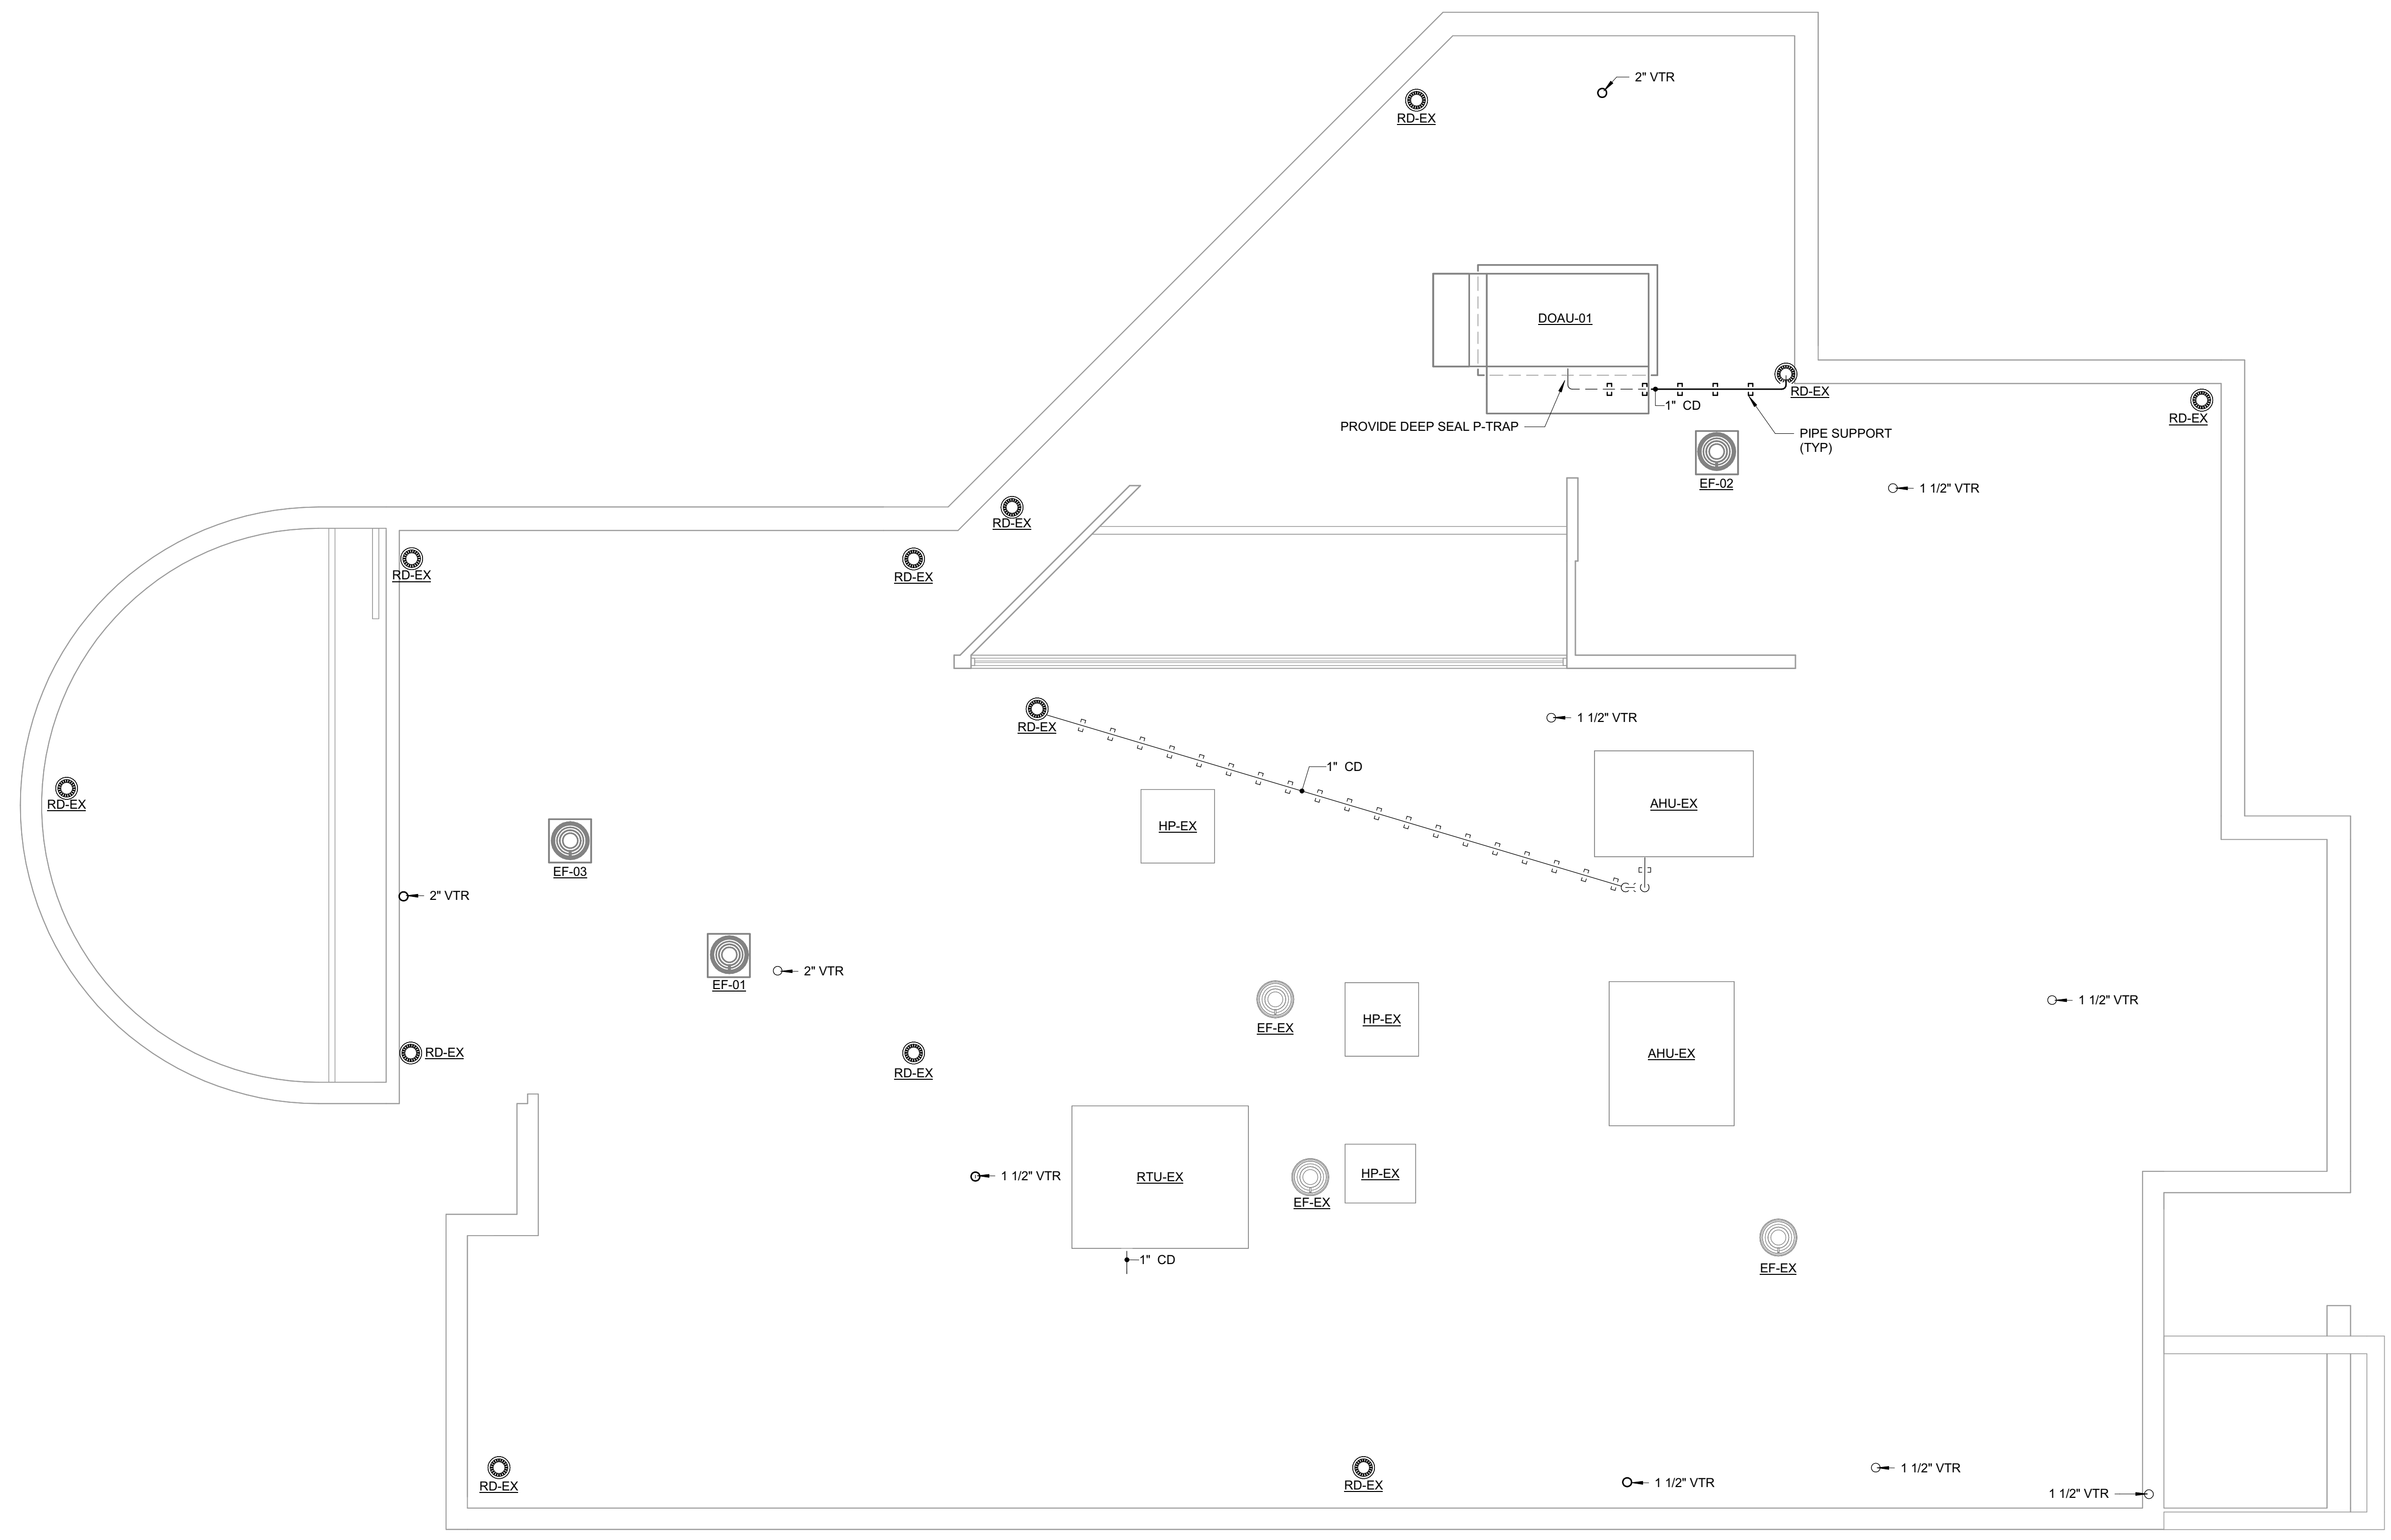 2" VTR
RD-EX
DOAU-01
RD-EX
1" CD
RD-EX
PROVIDE DEEP SEAL P-TRAP
PIPE SUPPORT
(TYP)
EF-02
1 1/2" VTR
RD-EX
RD-EX
RD-EX
1 1/2" VTR
RD-EX
1" CD
RD-EX
AHU-EX
HP-EX
EF-03
2" VTR
2" VTR
EF-01
1 1/2" VTR
HP-EX
EF-EX
RD-EX
AHU-EX
RD-EX
HP-EX
1 1/2" VTR
RTU-EX
EF-EX
1" CD
EF-EX
1 1/2" VTR
1 1/2" VTR
RD-EX
RD-EX
1 1/2" VTR